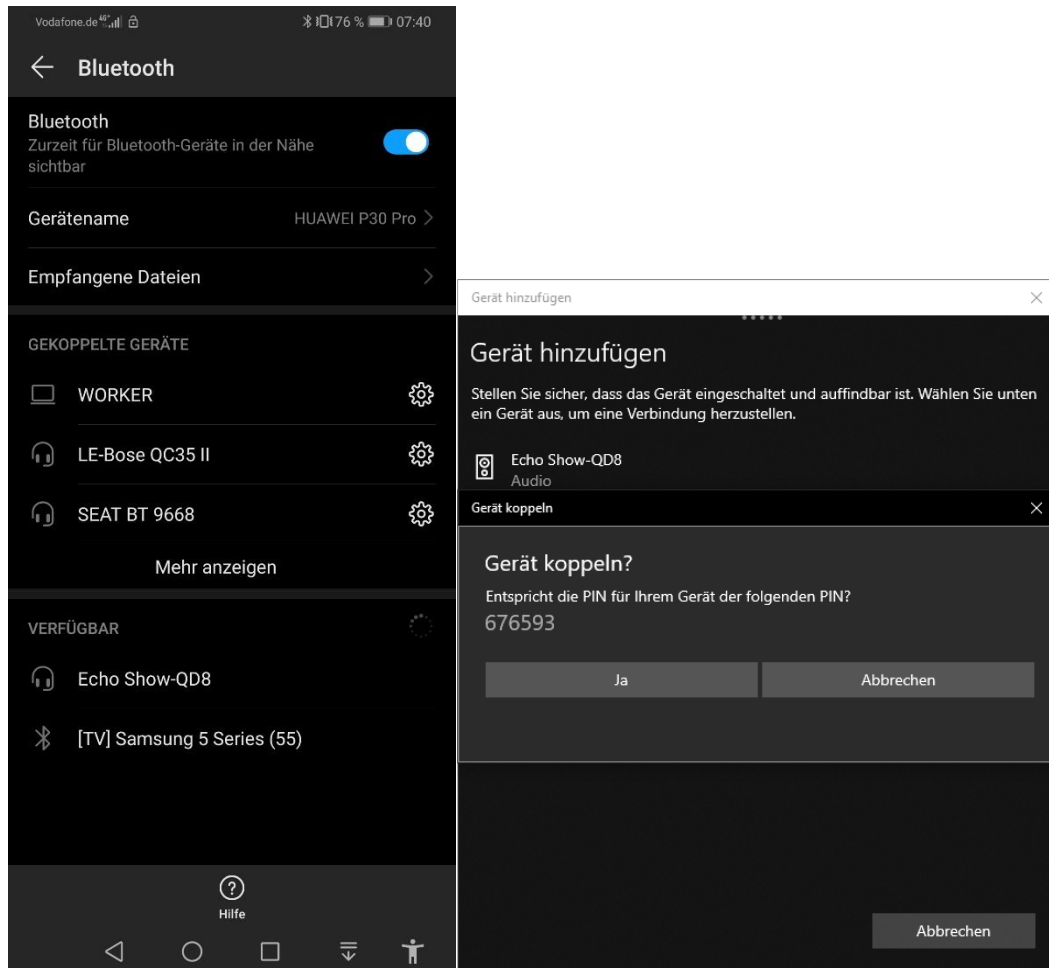 Vodafone.de 76 % 07:40
Bluetooth
Bluetooth
Zurzeit für Bluetooth-Geräte in der Nähe
sichtbar
Gerätename HUAWEI P30 Pro
Empfangene Dateien
GEKOPPELTE GERÄTE
WORKER
LE-Bose QC35 II
SEAT BT 9668
Mehr anzeigen
VERFÜGBAR
Echo Show-QD8
[TV] Samsung 5 Series (55)
Hilfe
Gerät hinzufügen
Gerät hinzufügen
Stellen Sie sicher, dass das Gerät eingeschaltet und auffindbar ist. Wählen Sie unten
ein Gerät aus, um eine Verbindung herzustellen.
Echo Show-QD8
Audio
Gerät koppeln
Gerät koppeln?
Entspricht die PIN für Ihrem Gerät der folgenden PIN?
676593
Ja Abbrechen
Abbrechen